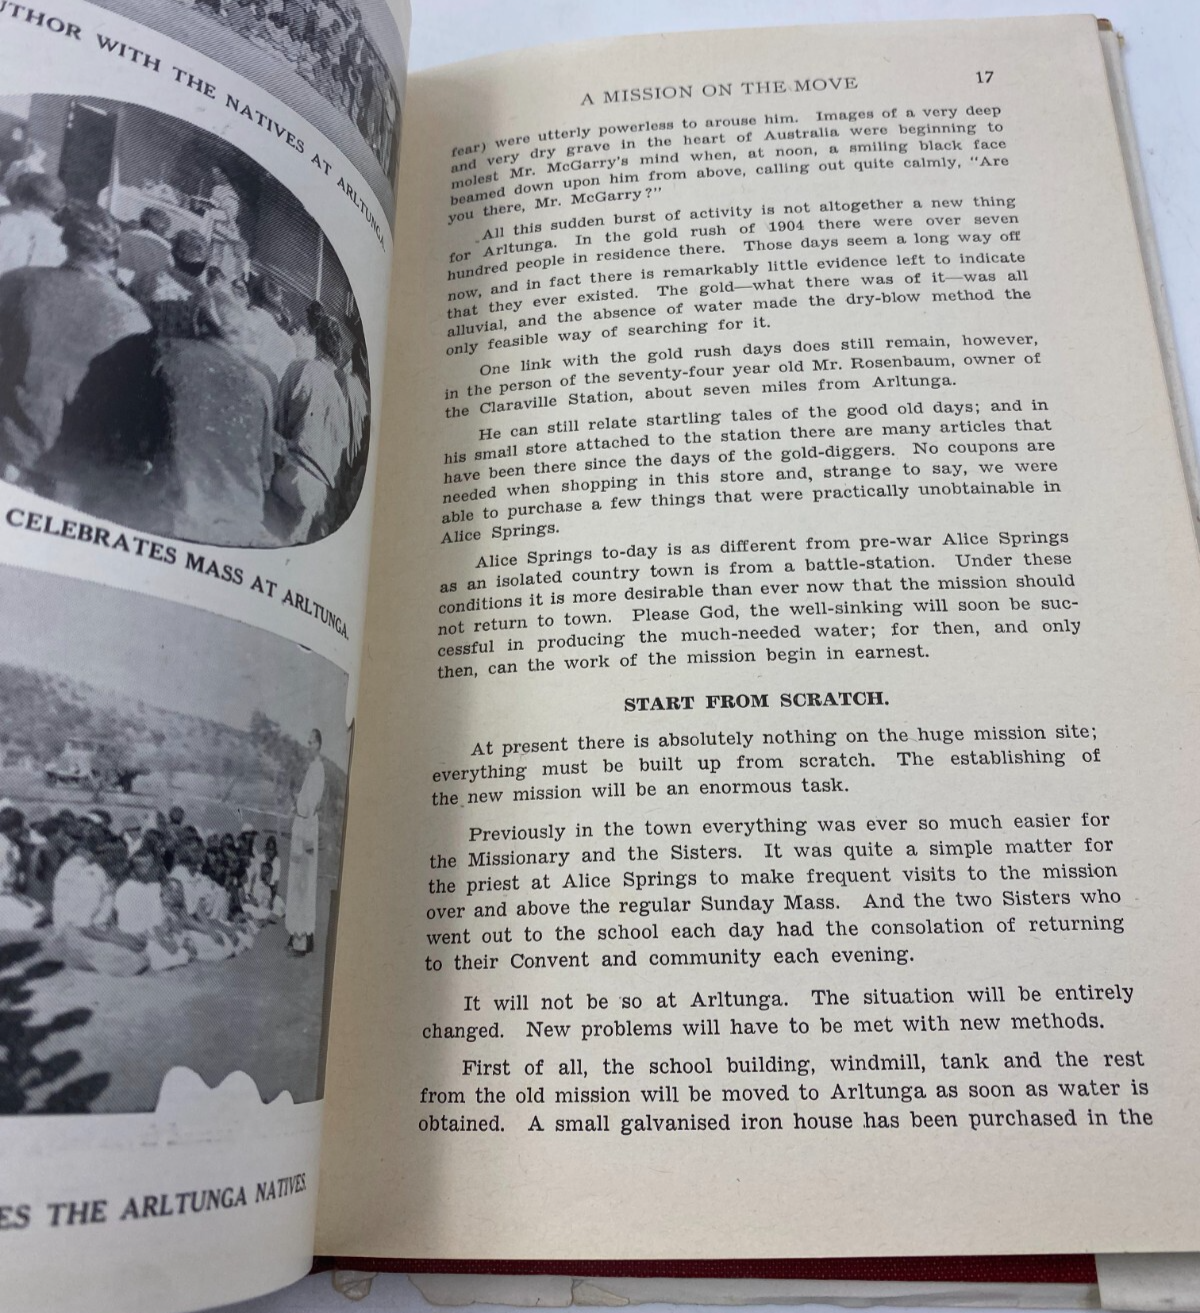 AUTHOR WITH THE NATIVES AT ARLTUNGA.
CELEBRATES MASS AT ARLTUNGA.
ES THE ARLTUNGA NATIVES.
A MISSION ON THE MOVE 17
fear) were utterly powerless to arouse him. Images of a very deep
and very dry grave in the heart of Australia were beginning to
molest Mr. McGarry's mind when, at noon, a smiling black face
beamed down upon him from above, calling out quite calmly, "Are
you there, Mr. McGarry?"
All this sudden burst of activity is not altogether a new thing
for Arltunga. In the gold rush of 1904 there were over seven
hundred people in residence there. Those days seem a long way off
now, and in fact there is remarkably little evidence left to indicate
that they ever existed. The gold—what there was of it—was all
alluvial, and the absence of water made the dry-blow method the
only feasible way of searching for it.
One link with the gold rush days does still remain, however,
in the person of the seventy-four year old Mr. Rosenbaum, owner of
the Claraville Station, about seven miles from Arltunga.
He can still relate startling tales of the good old days; and in
his small store attached to the station there are many articles that
have been there since the days of the gold-diggers. No coupons are
needed when shopping in this store and, strange to say, we were
able to purchase a few things that were practically unobtainable in
Alice Springs.
Alice Springs to-day is as different from pre-war Alice Springs
as an isolated country town is from a battle-station. Under these
conditions it is more desirable than ever now that the mission should
not return to town. Please God, the well-sinking will soon be suc-
cessful in producing the much-needed water; for then, and only
then, can the work of the mission begin in earnest.
START FROM SCRATCH.
At present there is absolutely nothing on the huge mission site;
everything must be built up from scratch. The establishing of
the new mission will be an enormous task.
Previously in the town everything was ever so much easier for
the Missionary and the Sisters. It was quite a simple matter for
the priest at Alice Springs to make frequent visits to the mission
over and above the regular Sunday Mass. And the two Sisters who
went out to the school each day had the consolation of returning
to their Convent and community each evening.
It will not be so at Arltunga. The situation will be entirely
changed. New problems will have to be met with new methods.
First of all, the school building, windmill, tank and the rest
from the old mission will be moved to Arltunga as soon as water is
obtained. A small galvanised iron house has been purchased in the